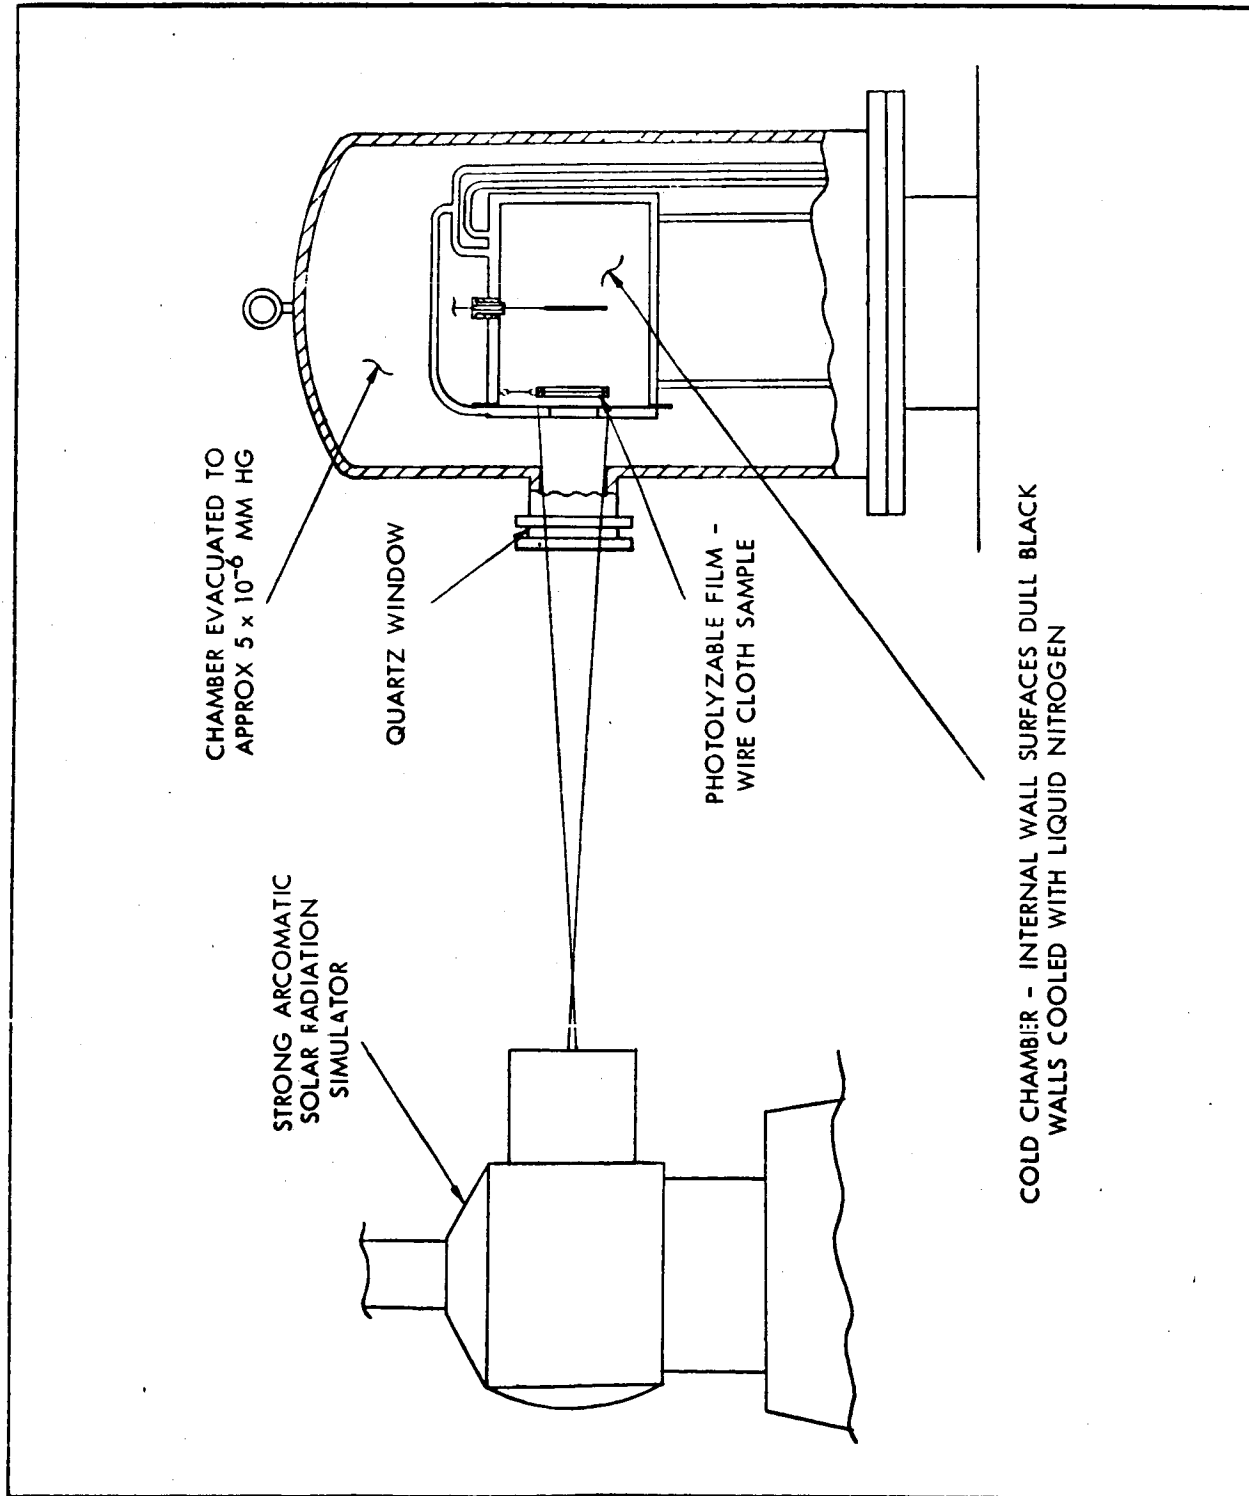 STRONG ARCOMATIC
SOLAR RADIATION
SIMULATOR
CHAMBER EVACUATED TO
APPROX 5 x 10⁻⁶ MM HG
QUARTZ WINDOW
PHOTOLYZABLE FILM -
WIRE CLOTH SAMPLE
COLD CHAMBER - INTERNAL WALL SURFACES DULL BLACK
WALLS COOLED WITH LIQUID NITROGEN